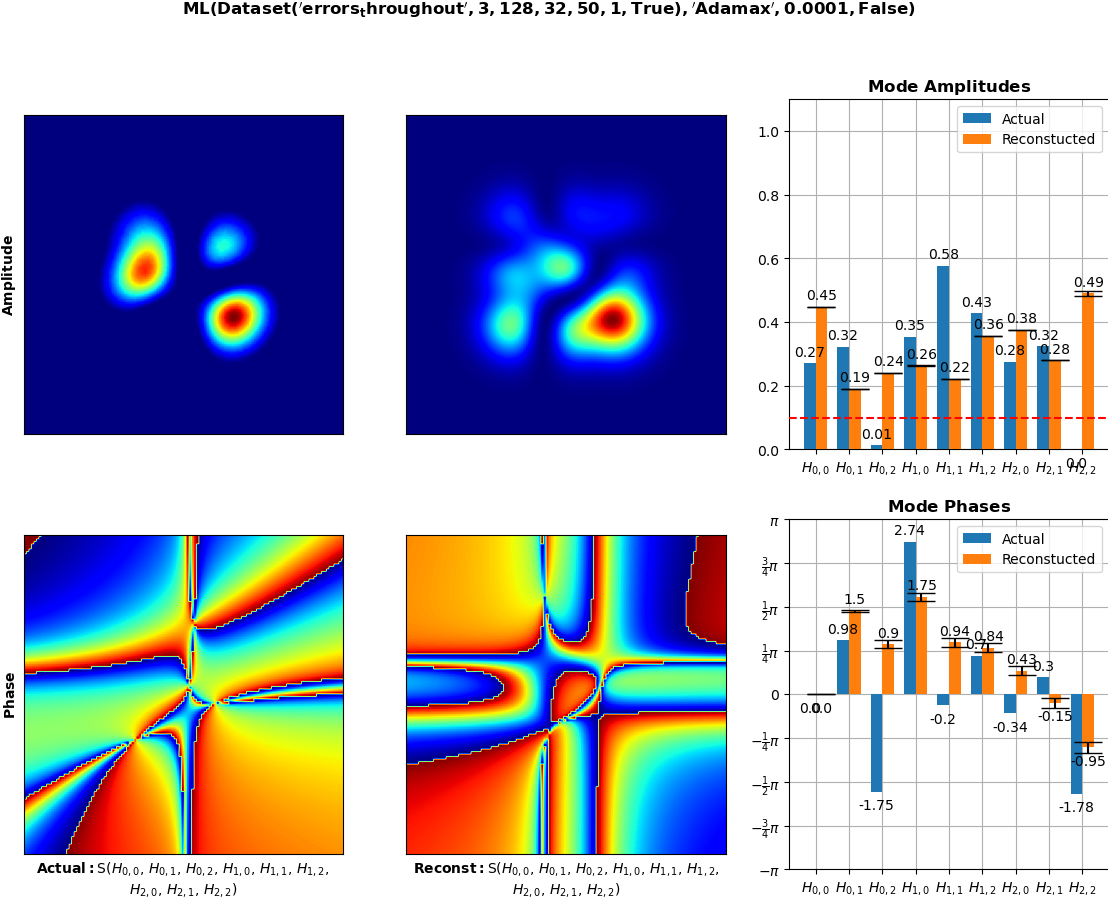 ML(Dataset('errors_throughout', 3, 128, 32, 50, 1, True), 'Adamax', 0.0001, False)
Amplitude
Mode Amplitudes
Actual
Reconstucted
1.0
0.8
0.6
0.4
0.2
0.0
0.27 0.45 0.32 0.19 0.01 0.24 0.35 0.26 0.58 0.22 0.43 0.36 0.28 0.38 0.32 0.28 0.0 0.49
H0,0 H0,1 H0,2 H1,0 H1,1 H1,2 H2,0 H2,1 H2,2
Phase
Actual: S(H0,0, H0,1, H0,2, H1,0, H1,1, H1,2,
H2,0, H2,1, H2,2)
Reconst: S(H0,0, H0,1, H0,2, H1,0, H1,1, H1,2,
H2,0, H2,1, H2,2)
Mode Phases
Actual
Reconstucted
π
3/4π
1/2π
1/4π
0
−1/4π
−1/2π
−3/4π
−π
0.0 0.0 0.98 1.5 -1.75 0.9 2.74 1.75 -0.2 0.94 0.84 -0.34 0.43 0.3 -0.15 -1.78 -0.95
H0,0 H0,1 H0,2 H1,0 H1,1 H1,2 H2,0 H2,1 H2,2